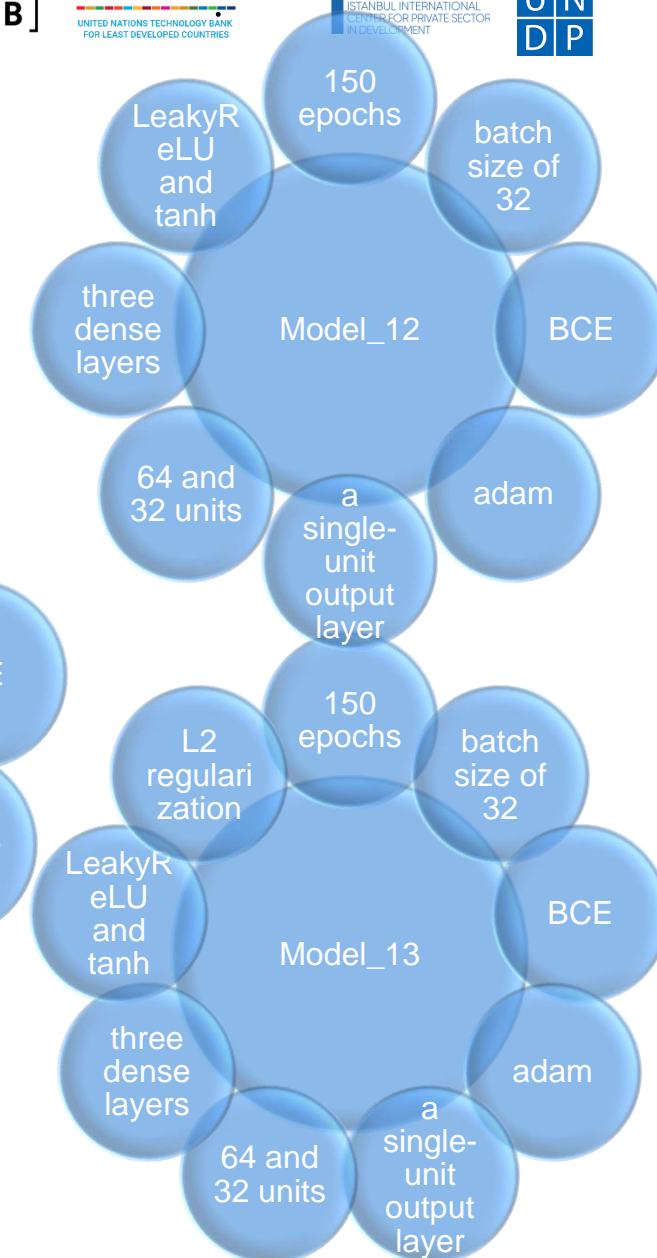 B]
UNITED NATIONS TECHNOLOGY BANK
FOR LEAST DEVELOPED COUNTRIES
ISTANBUL INTERNATIONAL
CENTER FOR PRIVATE SECTOR
IN DEVELOPMENT
U N
D P
150
epochs
batch
size of
32
BCE
adam
a
single-
unit
output
layer
64 and
32 units
three
dense
layers
LeakyR
eLU
and
tanh
Model_12
150
epochs
batch
size of
32
BCE
adam
a
single-
unit
output
layer
64 and
32 units
three
dense
layers
LeakyR
eLU
and
tanh
L2
regulari
zation
Model_13